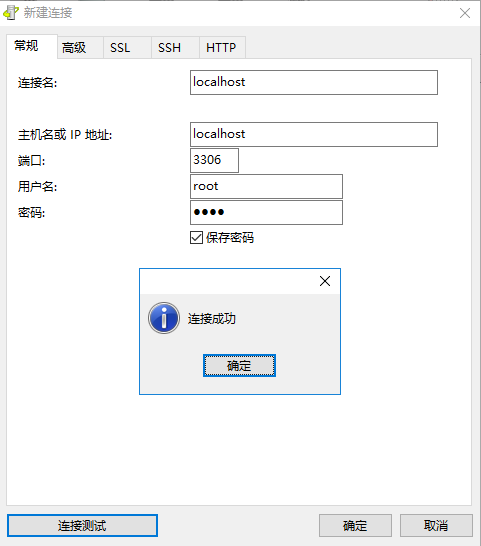 新建连接
常规 高级 SSL SSH HTTP
连接名: localhost
主机名或 IP 地址: localhost
端口: 3306
用户名: root
密码: ●●●●
保存密码
连接成功
确定
连接测试 确定 取消